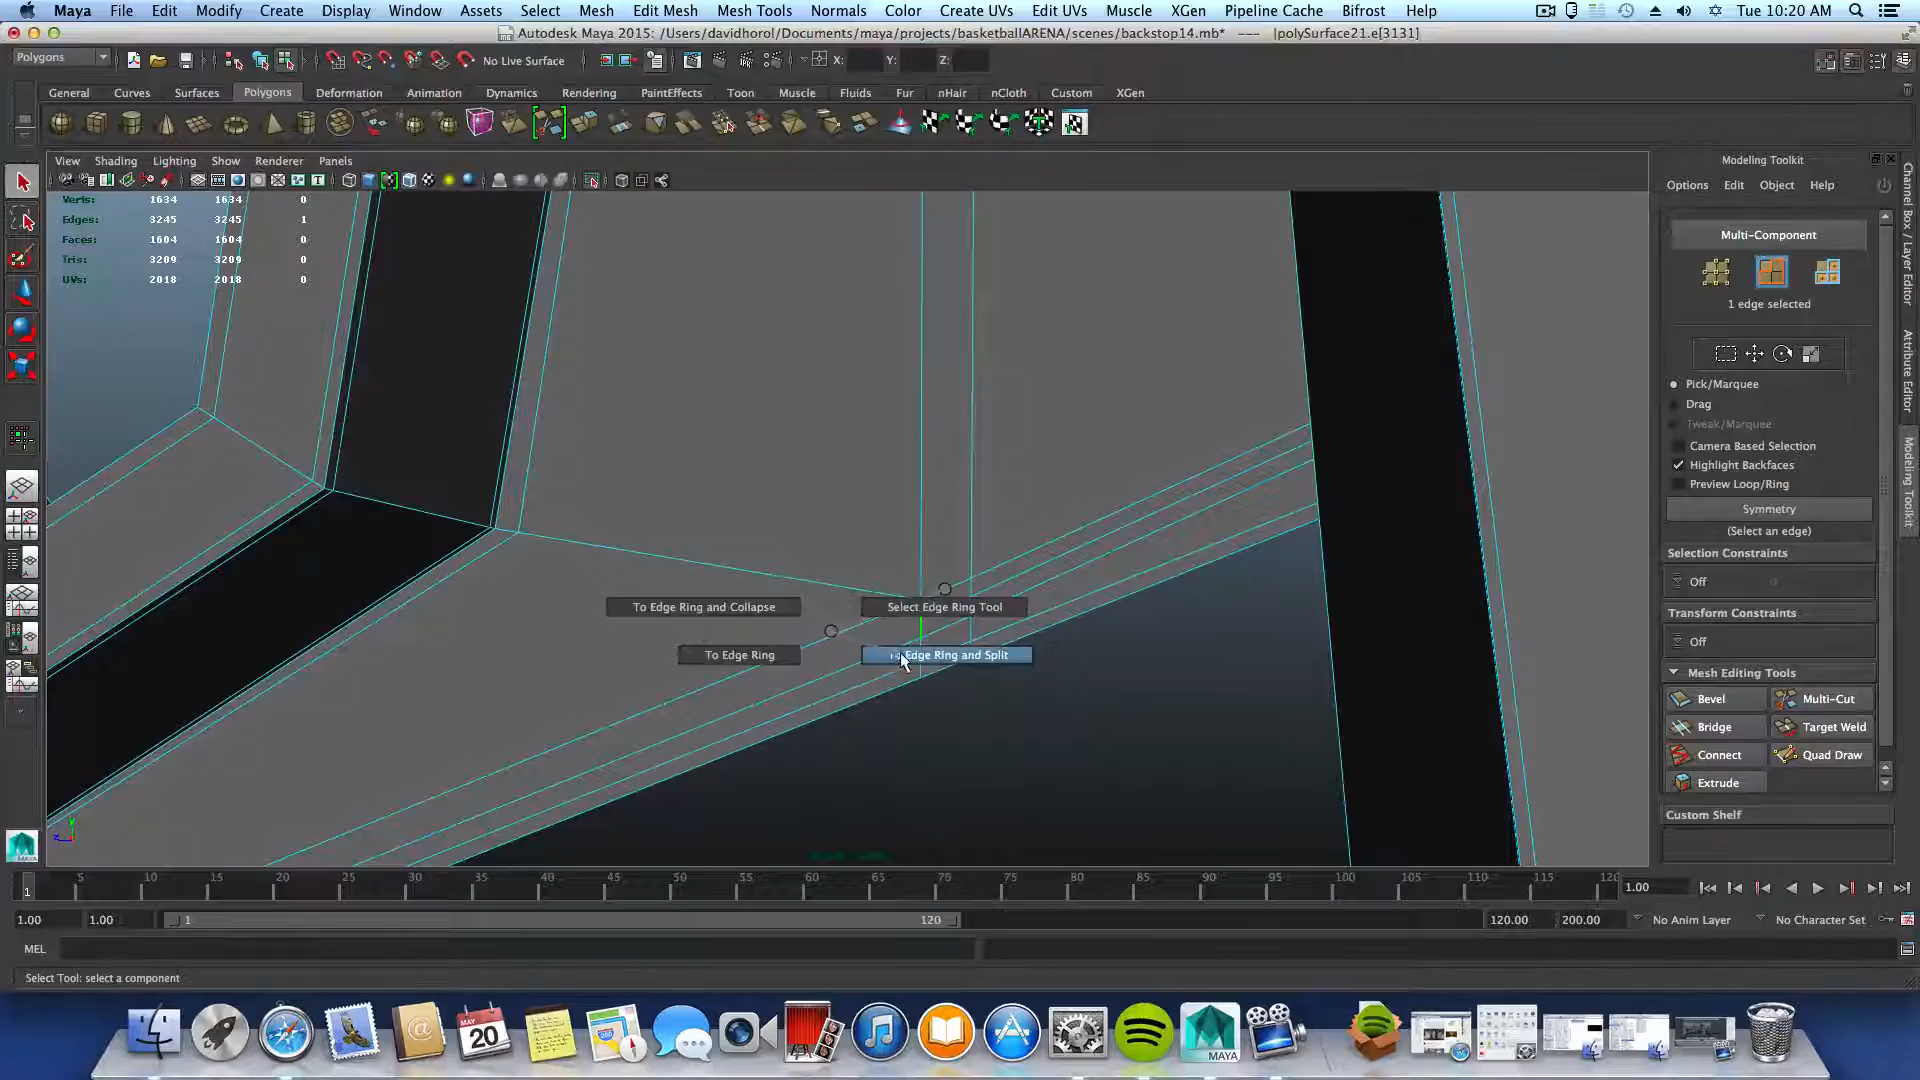 Maya File Edit Modify Create Display Window Assets Select Mesh Edit Mesh Mesh Tools Normals Color Create UVs Edit UVs Muscle XGen Pipeline Cache Bifrost Help Tue 10:20 AM
Autodesk Maya 2015: /Users/davidhorol/Documents/maya/projects/basketballARENA/scenes/backstop14.mb* --- |polySurface21.e[3131]
Polygons No Live Surface X: Y: Z:
General Curves Surfaces Polygons Deformation Animation Dynamics Rendering PaintEffects Toon Muscle Fluids Fur nHair nCloth Custom XGen
View Shading Lighting Show Renderer Panels
Modeling Toolkit
Options Edit Object Help
Verts: 1634 1634 0
Edges: 3245 3245 1
Faces: 1604 1604 0
Tris: 3209 3209 0
UVs: 2018 2018 0
Multi-Component
1 edge selected
Pick/Marquee
Drag
Tweak/Marquee
Camera Based Selection
Highlight Backfaces
Preview Loop/Ring
Symmetry
(Select an edge)
Selection Constraints
Off
Transform Constraints
Off
Mesh Editing Tools
Bevel Multi-Cut
Bridge Target Weld
Connect Quad Draw
Extrude
Custom Shelf
Channel Box / Layer Editor
Attribute Editor
Modeling Toolkit
To Edge Ring and Collapse Select Edge Ring Tool
To Edge Ring Edge Ring and Split
y
z
MAYA
1 5 10 15 20 25 30 35 40 45 50 55 60 65 70 75 80 85 90 95 100 105 110 115 120 1.00
1.00 1.00 1 120 120.00 200.00 No Anim Layer No Character Set
MEL
Select Tool: select a component
MAY
20
MAYA